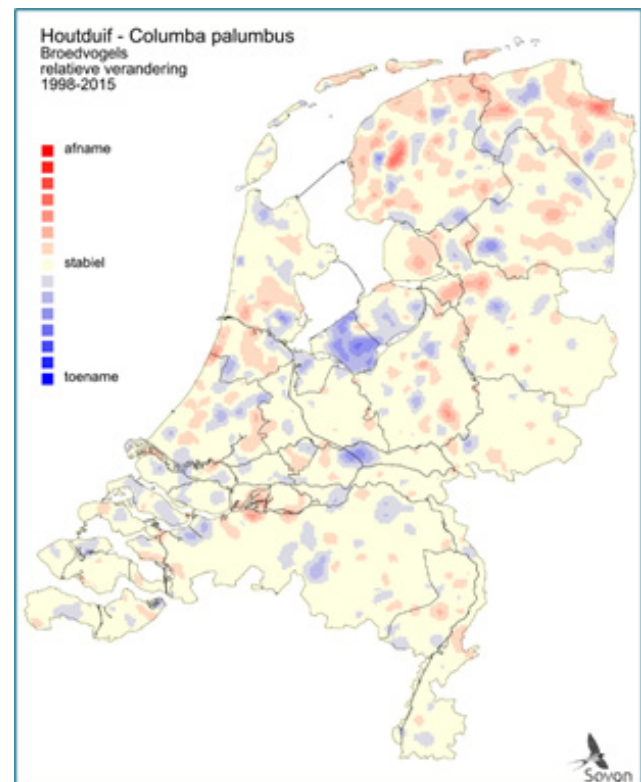 Houtduif - Columba palumbus
Broedvogels
relatieve verandering
1998-2015
afname
stabiel
toename
Sovon